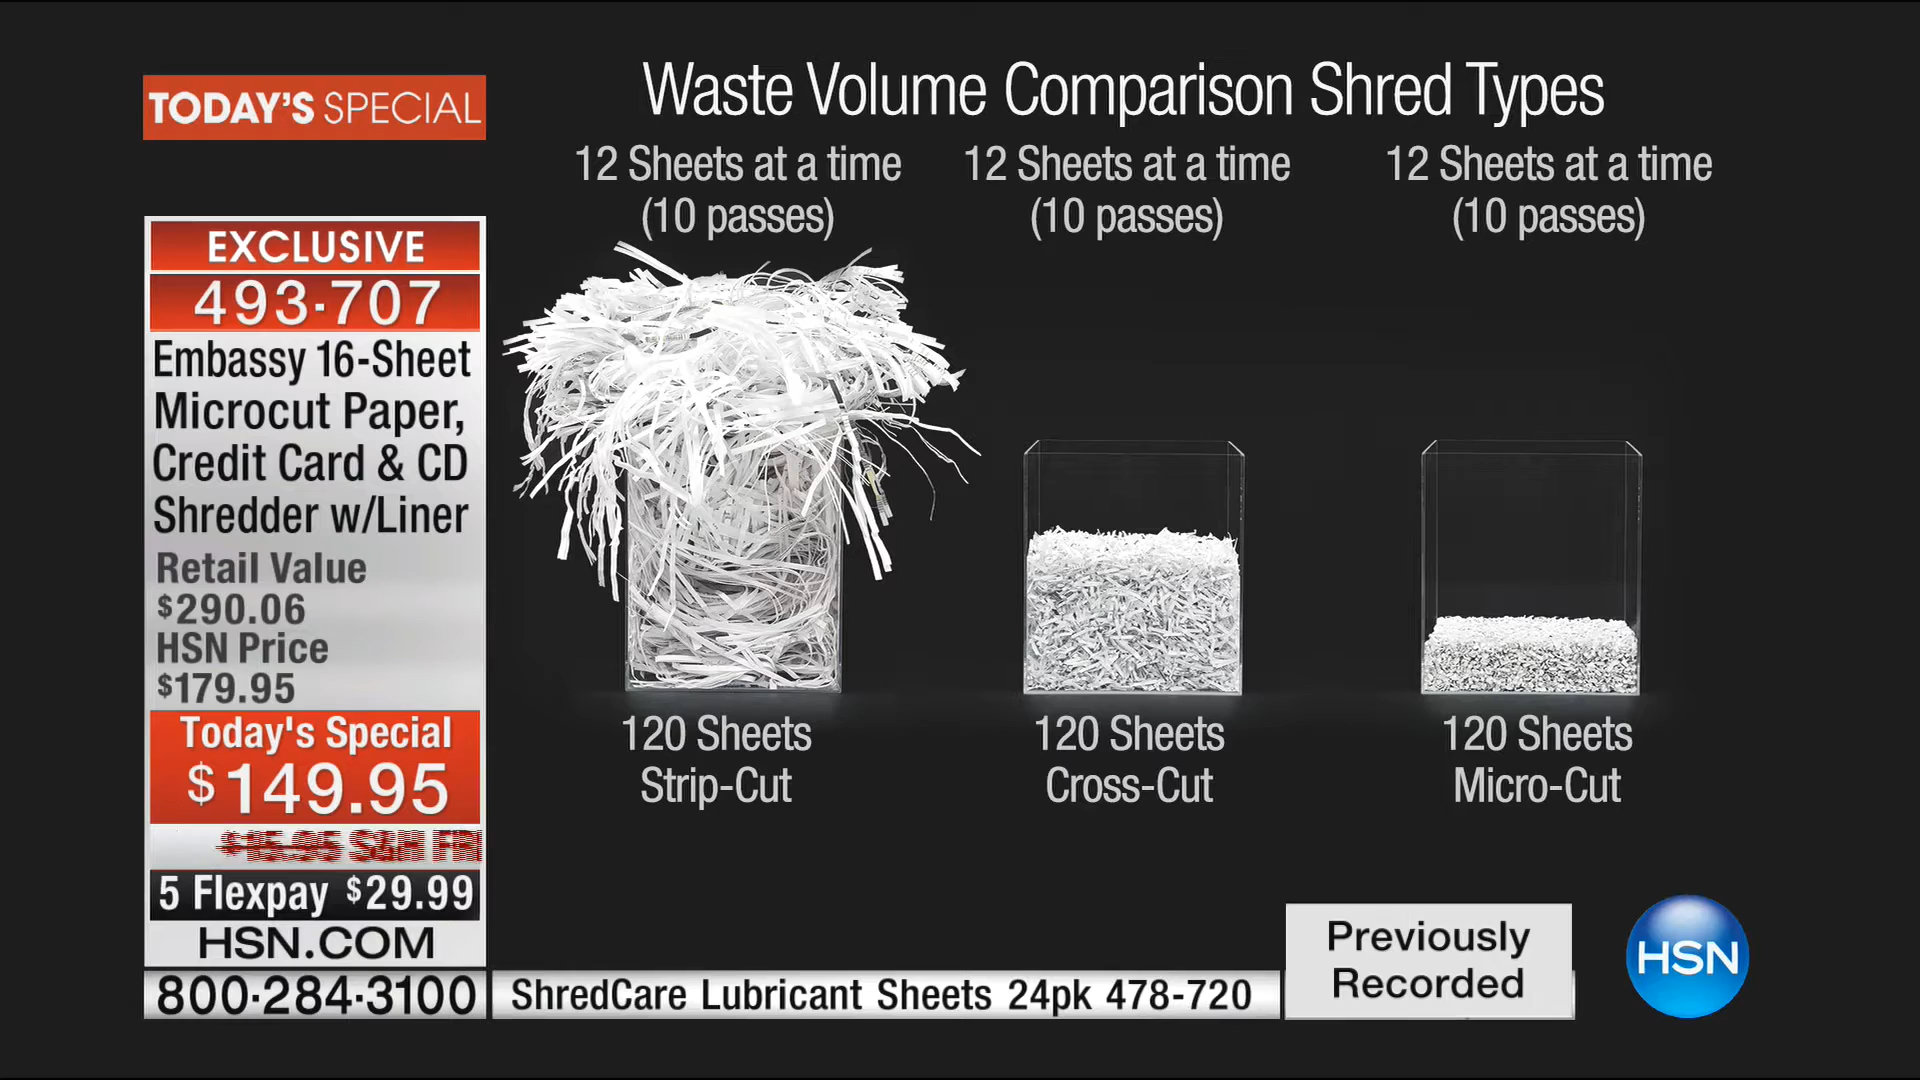 TODAY'S SPECIAL
EXCLUSIVE
493-707
Embassy 16-Sheet
Microcut Paper,
Credit Card & CD
Shredder w/Liner
Retail Value
$290.06
HSN Price
$179.95
Today's Special
$149.95
$15.95 S&H
5 Flexpay $29.99
HSN.COM
800·284·3100
Waste Volume Comparison Shred Types
12 Sheets at a time
(10 passes)
12 Sheets at a time
(10 passes)
12 Sheets at a time
(10 passes)
120 Sheets
Strip-Cut
120 Sheets
Cross-Cut
120 Sheets
Micro-Cut
ShredCare Lubricant Sheets 24pk 478-720
Previously
Recorded
HSN